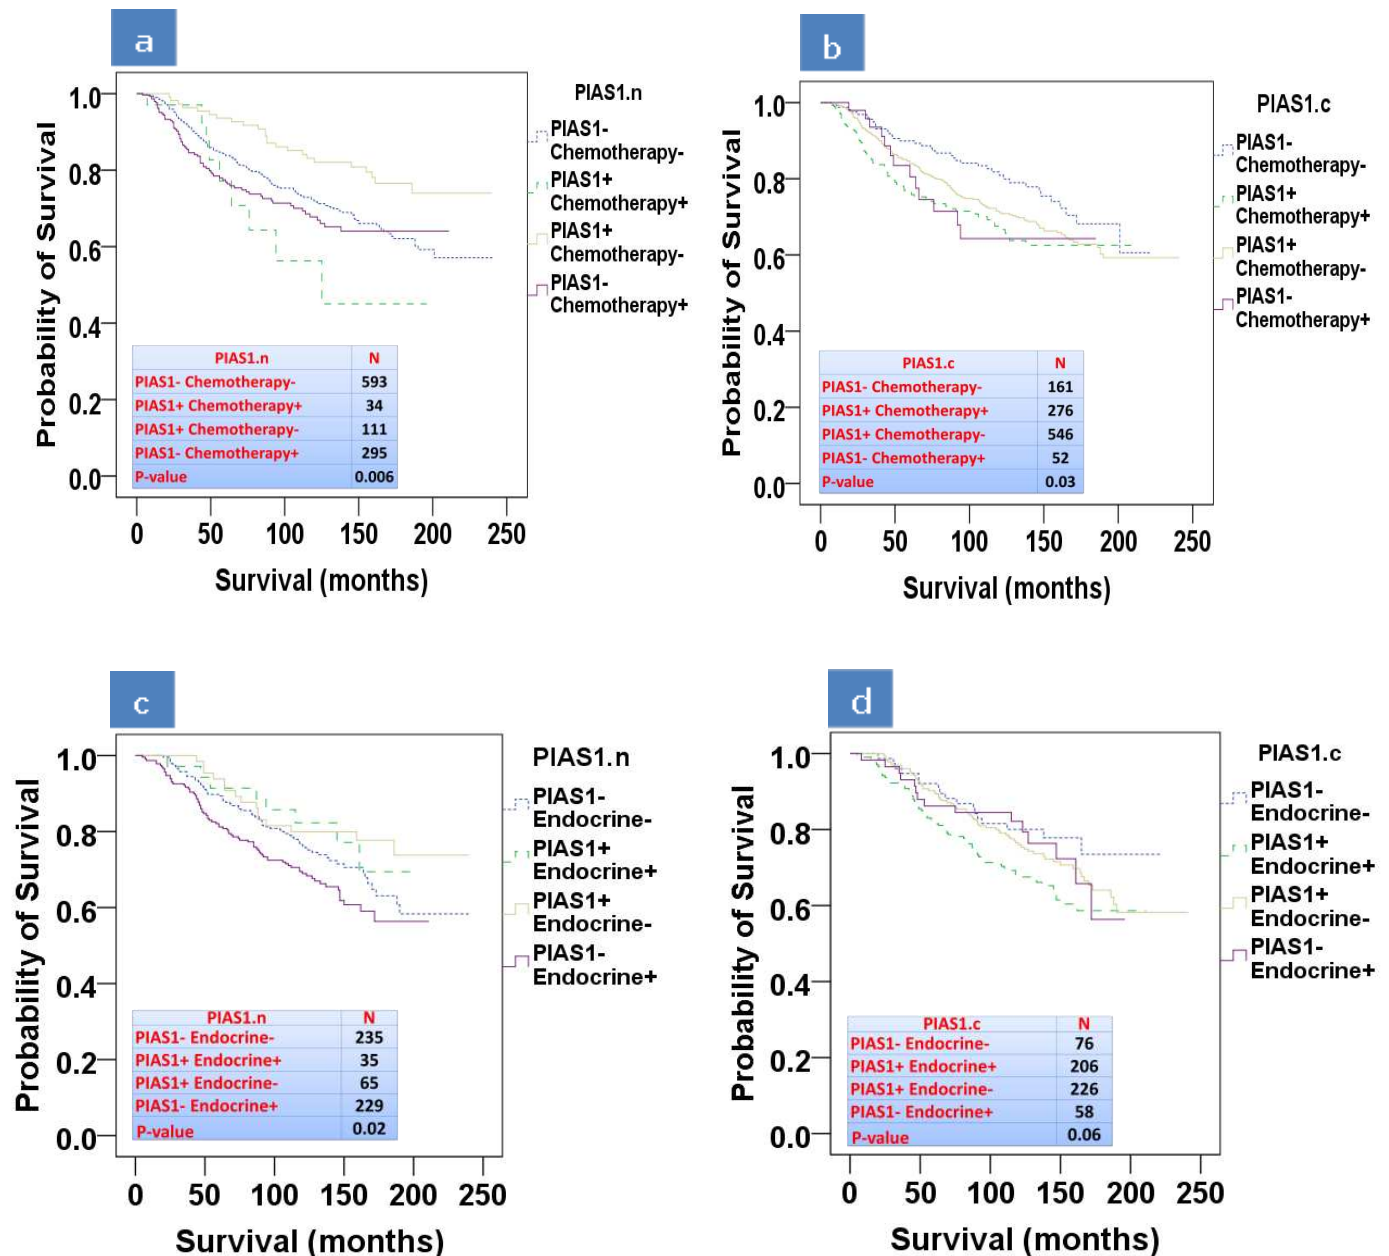 a
1.0
0.8
0.6
0.4
0.2
0.0
Probability of Survival
0 50 100 150 200 250
Survival (months)
PIAS1.n
PIAS1-
Chemotherapy-
PIAS1+
Chemotherapy+
PIAS1+
Chemotherapy-
PIAS1-
Chemotherapy+
PIAS1.n N
PIAS1- Chemotherapy- 593
PIAS1+ Chemotherapy+ 34
PIAS1+ Chemotherapy- 111
PIAS1- Chemotherapy+ 295
P-value 0.006
b
1.0
0.8
0.6
0.4
0.2
0.0
Probability of Survival
0 50 100 150 200 250
Survival (months)
PIAS1.c
PIAS1-
Chemotherapy-
PIAS1+
Chemotherapy+
PIAS1+
Chemotherapy-
PIAS1-
Chemotherapy+
PIAS1.c N
PIAS1- Chemotherapy- 161
PIAS1+ Chemotherapy+ 276
PIAS1+ Chemotherapy- 546
PIAS1- Chemotherapy+ 52
P-value 0.03
c
1.0
0.8
0.6
0.4
0.2
0.0
Probability of Survival
0 50 100 150 200 250
Survival (months)
PIAS1.n
PIAS1-
Endocrine-
PIAS1+
Endocrine+
PIAS1+
Endocrine-
PIAS1-
Endocrine+
PIAS1.n N
PIAS1- Endocrine- 235
PIAS1+ Endocrine+ 35
PIAS1+ Endocrine- 65
PIAS1- Endocrine+ 229
P-value 0.02
d
1.0
0.8
0.6
0.4
0.2
0.0
Probability of Survival
0 50 100 150 200 250
Survival (months)
PIAS1.c
PIAS1-
Endocrine-
PIAS1+
Endocrine+
PIAS1+
Endocrine-
PIAS1-
Endocrine+
PIAS1.c N
PIAS1- Endocrine- 76
PIAS1+ Endocrine+ 206
PIAS1+ Endocrine- 226
PIAS1- Endocrine+ 58
P-value 0.06